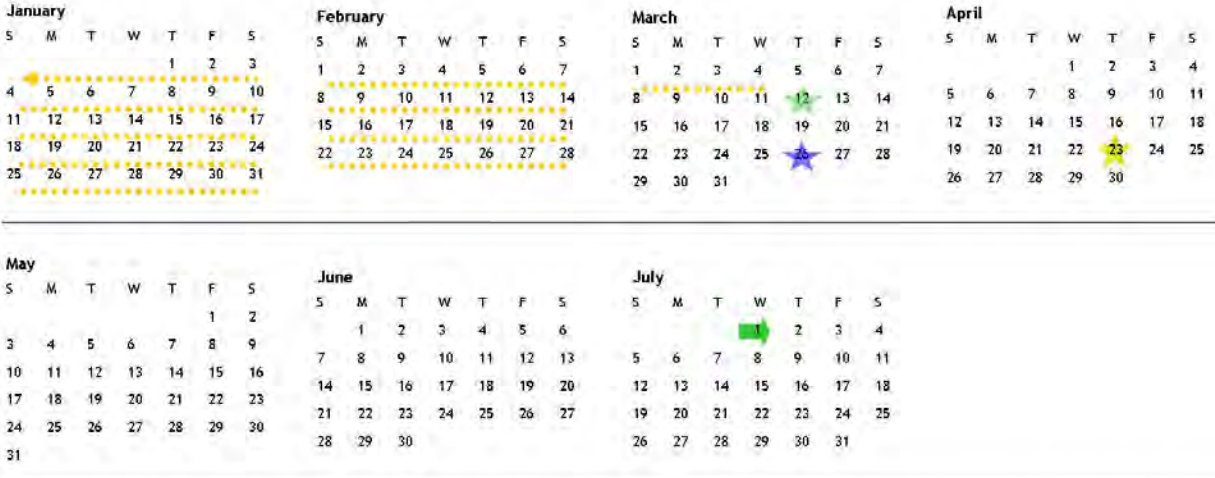 January
S M T W T F S
1 2 3
4 5 6 7 8 9 10
11 12 13 14 15 16 17
18 19 20 21 22 23 24
25 26 27 28 29 30 31
February
S M T W T F S
1 2 3 4 5 6 7
8 9 10 11 12 13 14
15 16 17 18 19 20 21
22 23 24 25 26 27 28
March
S M T W T F S
1 2 3 4 5 6 7
8 9 10 11 12 13 14
15 16 17 18 19 20 21
22 23 24 25 26 27 28
29 30 31
April
S M T W T F S
1 2 3 4
5 6 7 8 9 10 11
12 13 14 15 16 17 18
19 20 21 22 23 24 25
26 27 28 29 30
May
S M T W T F S
1 2
3 4 5 6 7 8 9
10 11 12 13 14 15 16
17 18 19 20 21 22 23
24 25 26 27 28 29 30
31
June
S M T W T F S
1 2 3 4 5 6
7 8 9 10 11 12 13
14 15 16 17 18 19 20
21 22 23 24 25 26 27
28 29 30
July
S M T W T F S
1 2 3 4
5 6 7 8 9 10 11
12 13 14 15 16 17 18
19 20 21 22 23 24 25
26 27 28 29 30 31